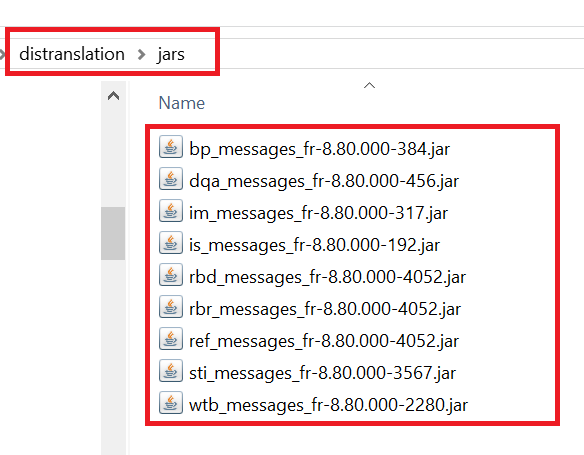 distranslation > jars
Name
bp_messages_fr-8.80.000-384.jar
dqa_messages_fr-8.80.000-456.jar
im_messages_fr-8.80.000-317.jar
is_messages_fr-8.80.000-192.jar
rbd_messages_fr-8.80.000-4052.jar
rbr_messages_fr-8.80.000-4052.jar
ref_messages_fr-8.80.000-4052.jar
sti_messages_fr-8.80.000-3567.jar
wtb_messages_fr-8.80.000-2280.jar